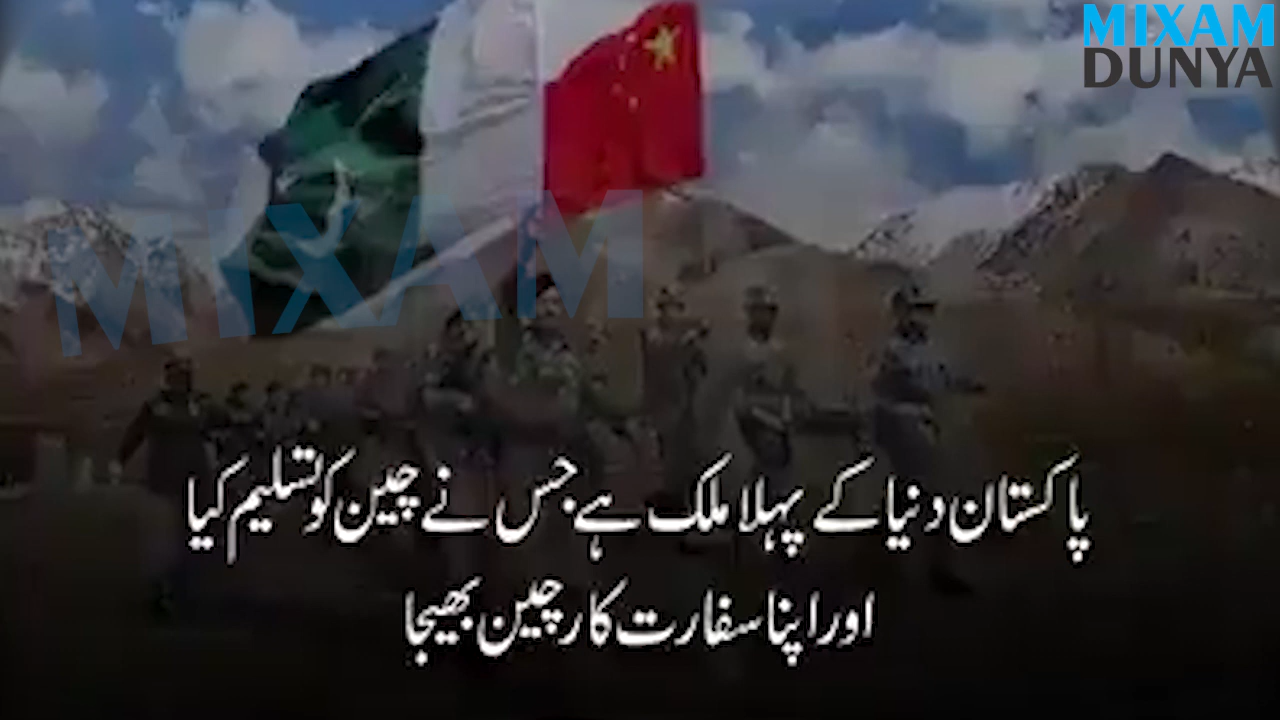 MIXAM
DUNYA
MIXAM
پاکستان دنیا کے پہلا ملک ہے جس نے چین کو تسلیم کیا
اور اپنا سفارت کار چین بھیجا